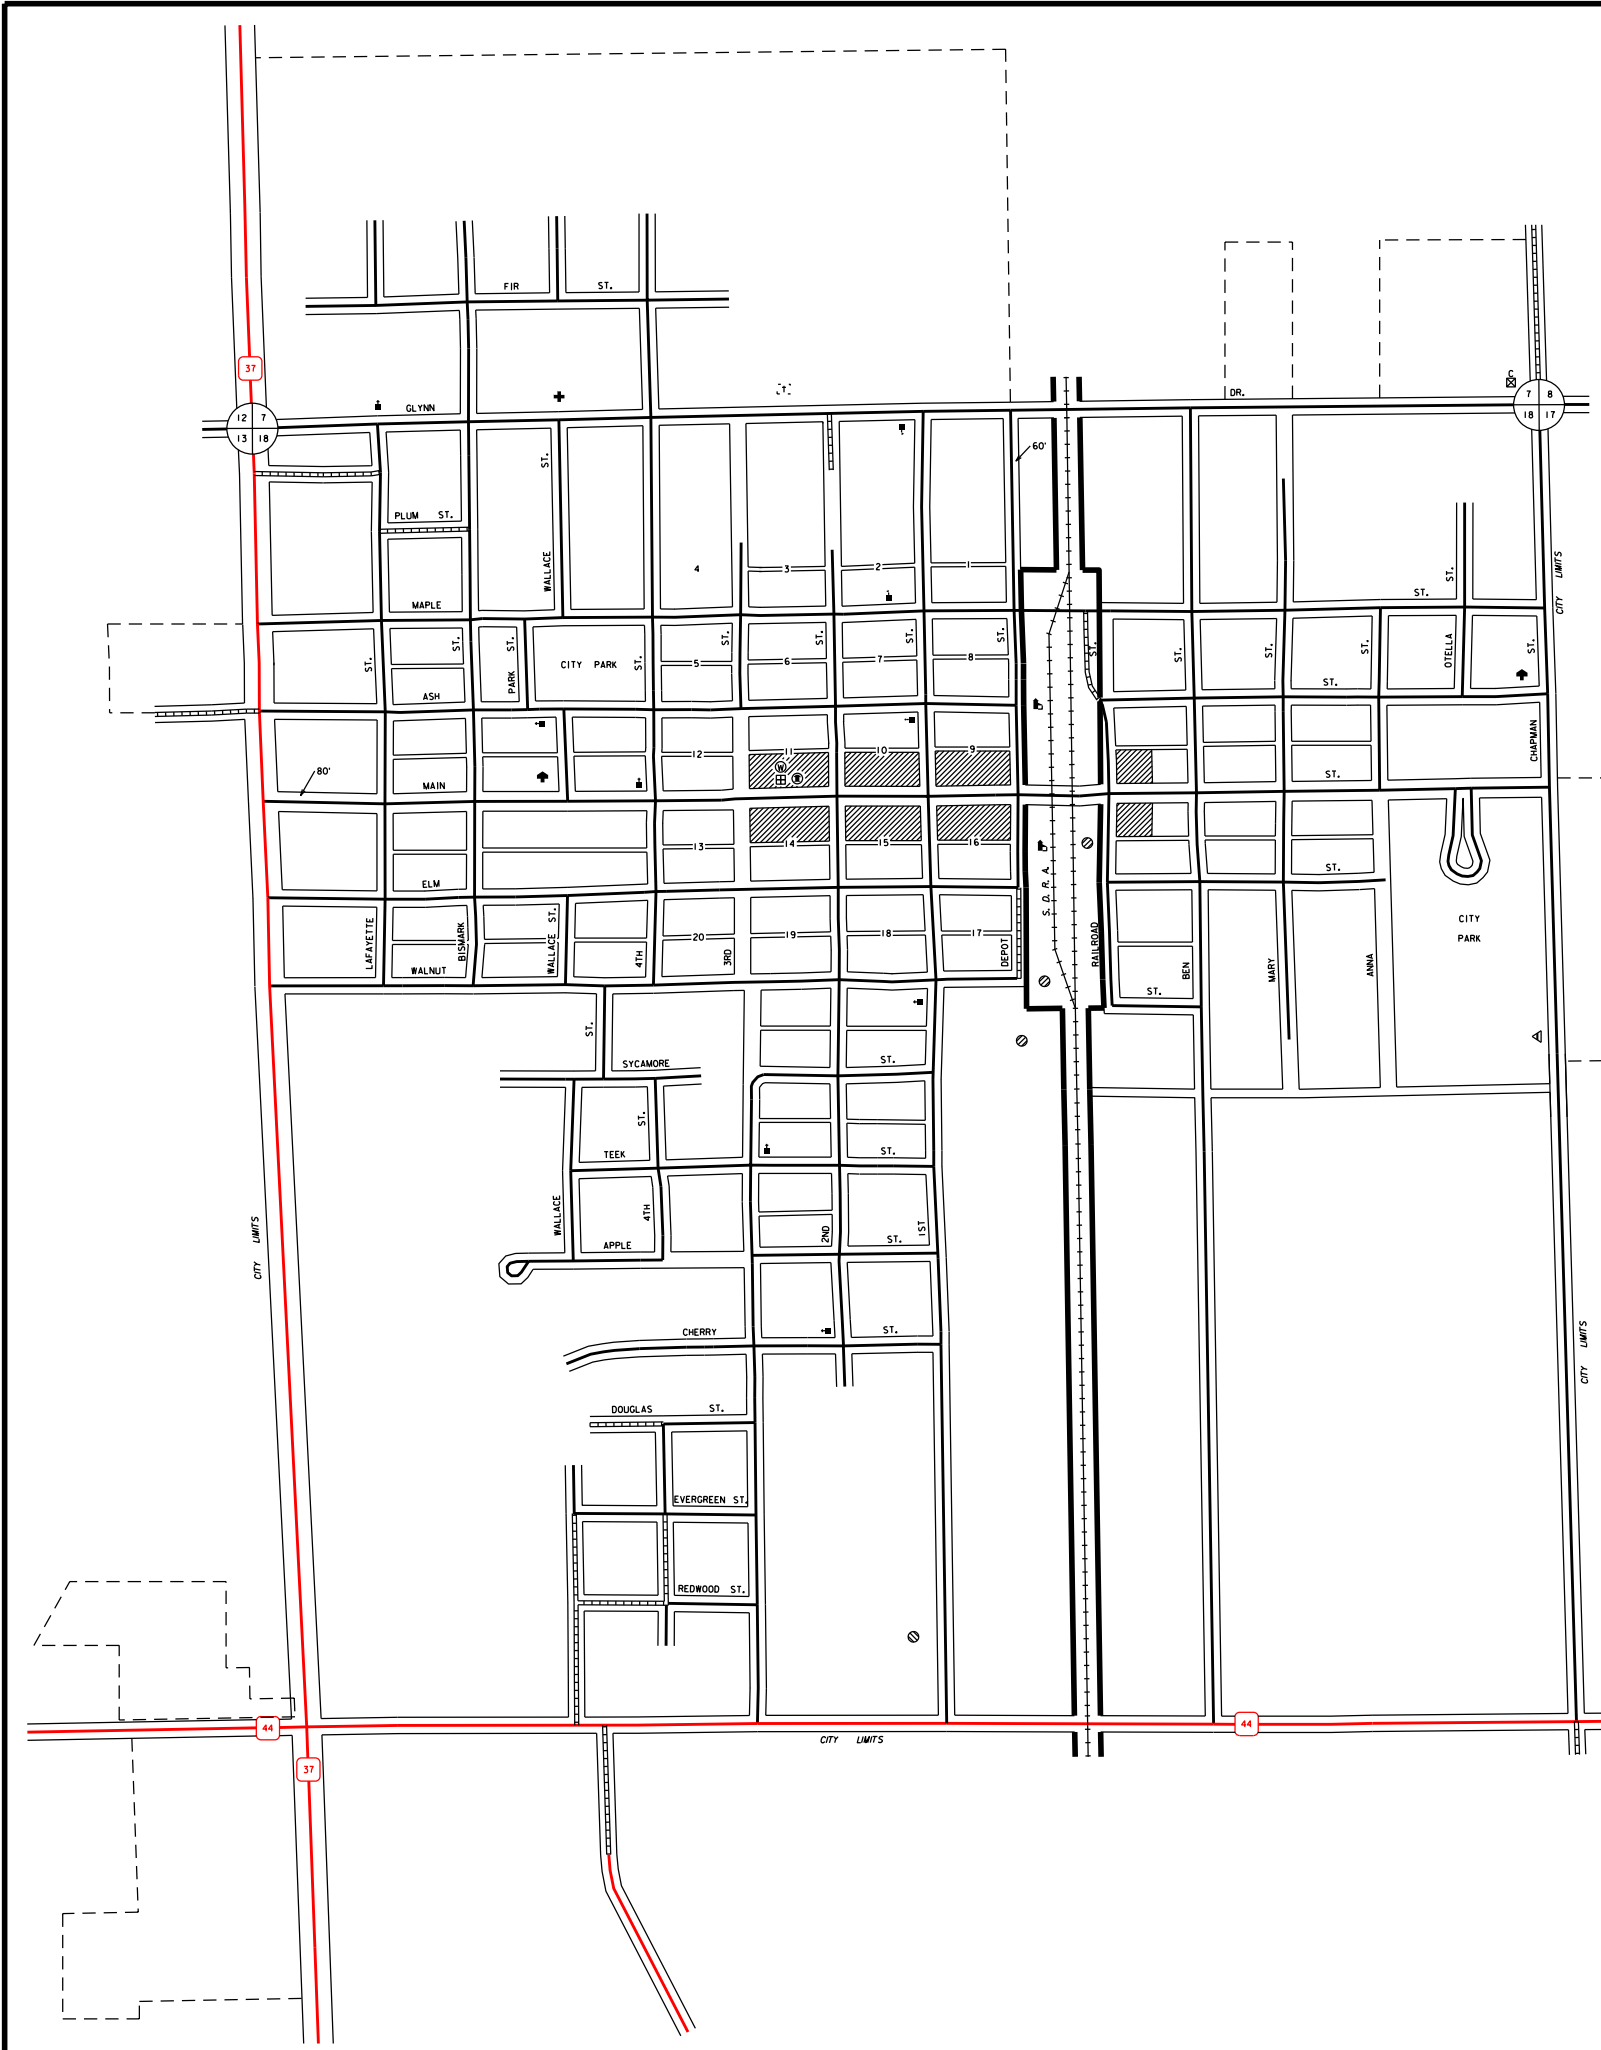 FIR ST.
37
C
GLYNN DR.
12 7
13 18
7 8
18 17
60'
ST.
PLUM ST.
WALLACE
4
3
2
1
CITY LIMITS
MAPLE ST.
ST.
ST.
ST.
PARK
ST.
CITY PARK
ST.
ST.
ST.
ST.
ST.
ST.
ST.
ST.
ST.
OTELLA
ST.
ST.
5
6
7
8
ASH ST.
12
11
10
9
W
CHAPMAN
80'
MAIN ST.
13
14
15
16
ELM ST.
S. D. R. A.
CITY
PARK
LAFAYETTE
BISMARK
WALLACE ST.
4TH
3RD
20
19
18
17
DEPOT
RAILROAD
BEN
MARY
ANNA
WALNUT ST.
ST.
SYCAMORE ST.
ST.
TEEK ST.
WALLACE
4TH
2ND
1ST
APPLE ST.
CITY LIMITS
CHERRY ST.
CITY LIMITS
DOUGLAS ST.
EVERGREEN ST.
REDWOOD ST.
44
44
CITY LIMITS
37